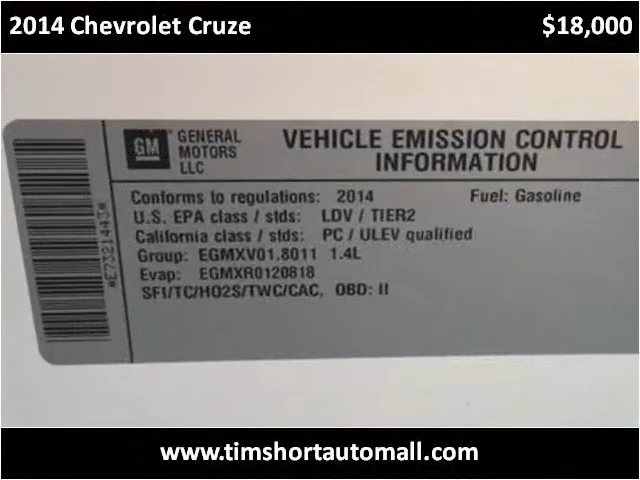 2014 Chevrolet Cruze $18,000
GM GENERAL MOTORS LLC
VEHICLE EMISSION CONTROL
INFORMATION
Conforms to regulations: 2014 Fuel: Gasoline
U.S. EPA class / stds: LDV / TIER2
California class / stds: PC / ULEV qualified
Group: EGMXV01.8011 1.4L
Evap: EGMXR0120818
SFI/TC/HO2S/TWC/CAC, OBD: II
*E7321443*
www.timshortautomall.com